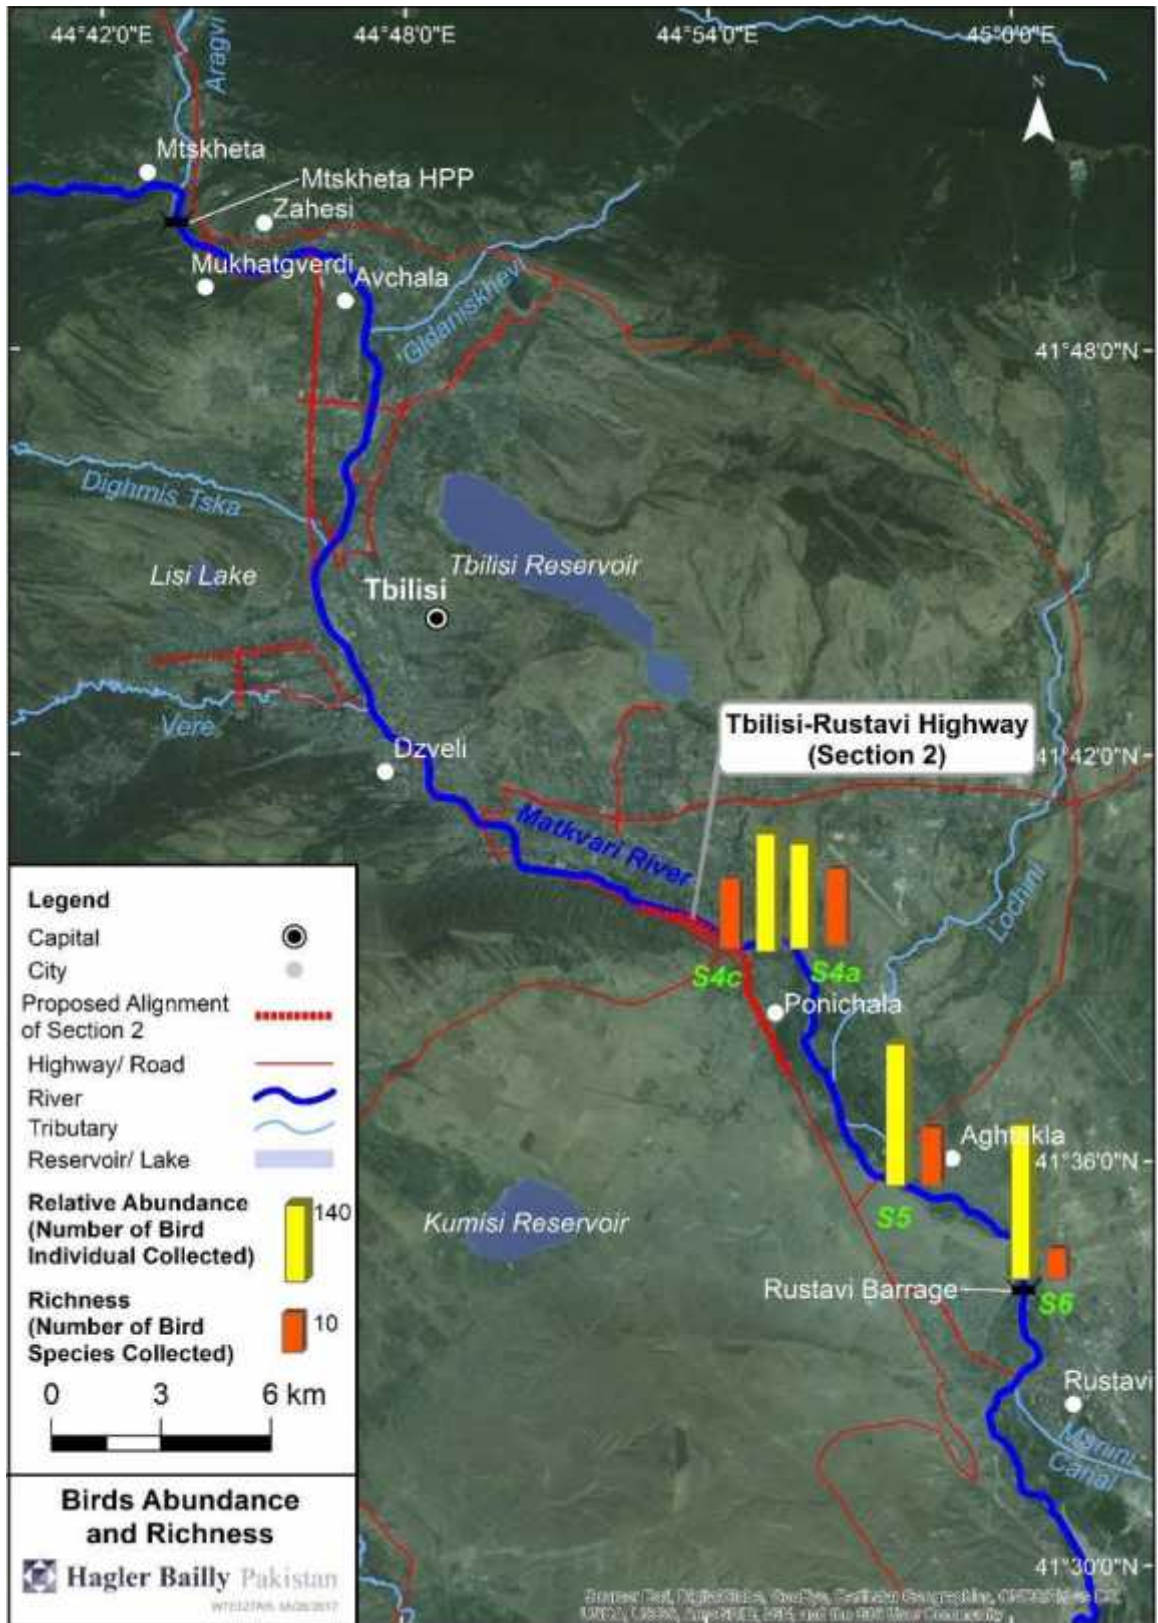 44°42'0"E
44°48'0"E
44°54'0"E
45°0'0"E
Aragvi
N
Mtskheta
Mtskheta HPP
Zahesi
Mukhatgverdi
Avchala
Gldaniskhevi
41°48'0"N
Dighmis Tska
Lisi Lake
Tbilisi Reservoir
Tbilisi
Vere
Dzveli
Tbilisi-Rustavi Highway
(Section 2)
41°42'0"N
Matkvari River
Lochini
S4c
S4a
Ponichala
Aghtakla
41°36'0"N
S5
Kumisi Reservoir
Rustavi Barrage
S6
Rustavi
Canal
41°30'0"N
Legend
Capital
City
Proposed Alignment
of Section 2
Highway/ Road
River
Tributary
Reservoir/ Lake
Relative Abundance
(Number of Bird
Individual Collected)
140
Richness
(Number of Bird
Species Collected)
10
0 3 6 km
Birds Abundance
and Richness
Hagler Bailly Pakistan